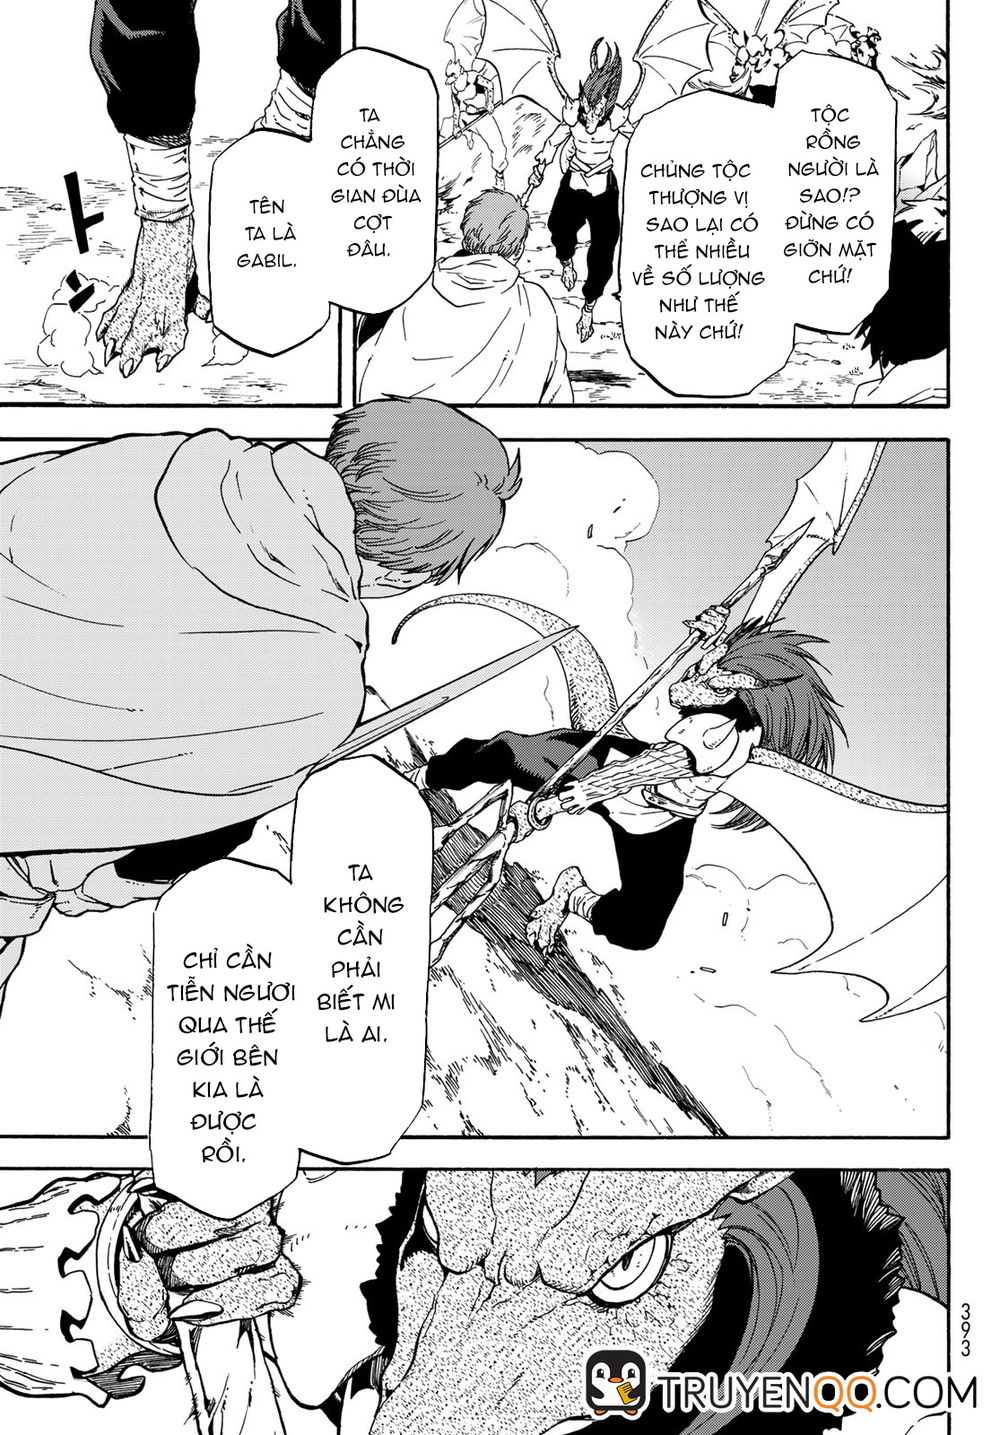 TỘC
RỒNG
NGƯỜI LÀ
SAO!?
ĐỪNG CÓ
GIỠN MẶT
CHỨ!
CHỦNG TỘC
THƯỢNG VỊ
SAO LẠI CÓ
THỂ NHIỀU
VỀ SỐ LƯỢNG
NHƯ THẾ
NÀY CHỨ!
TA
CHẲNG
CÓ THỜI
GIAN ĐÙA
CỢT
ĐÂU.
TÊN
TA LÀ
GABIL.
トン
TA
KHÔNG
CẦN
PHẢI
BIẾT MI
LÀ AI.
CHỈ CẦN
TIỄN NGƯƠI
QUA THẾ
GIỚI BÊN
KIA LÀ
ĐƯỢC
RỒI.
393
TRUYENQQ.COM